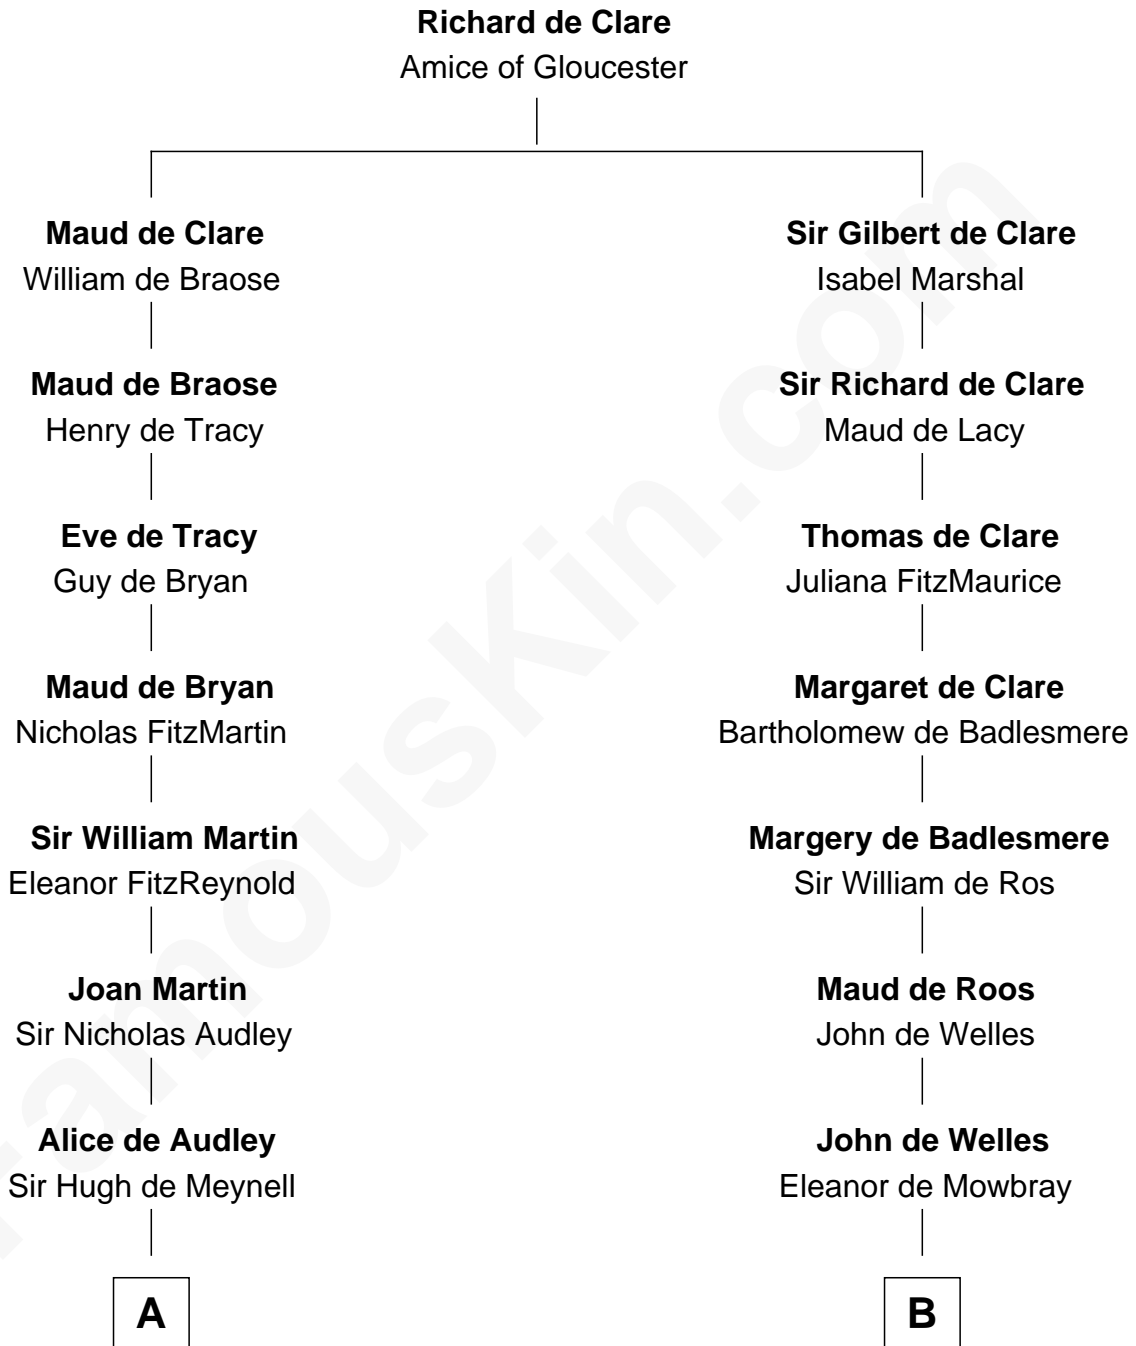 Richard de Clare
Amice of Gloucester
Maud de Clare
William de Braose
Sir Gilbert de Clare
Isabel Marshal
Maud de Braose
Henry de Tracy
Sir Richard de Clare
Maud de Lacy
Eve de Tracy
Guy de Bryan
Thomas de Clare
Juliana FitzMaurice
Maud de Bryan
Nicholas FitzMartin
Margaret de Clare
Bartholomew de Badlesmere
Sir William Martin
Eleanor FitzReynold
Margery de Badlesmere
Sir William de Ros
Joan Martin
Sir Nicholas Audley
Maud de Roos
John de Welles
Alice de Audley
Sir Hugh de Meynell
John de Welles
Eleanor de Mowbray
A
B
FamousKin.com